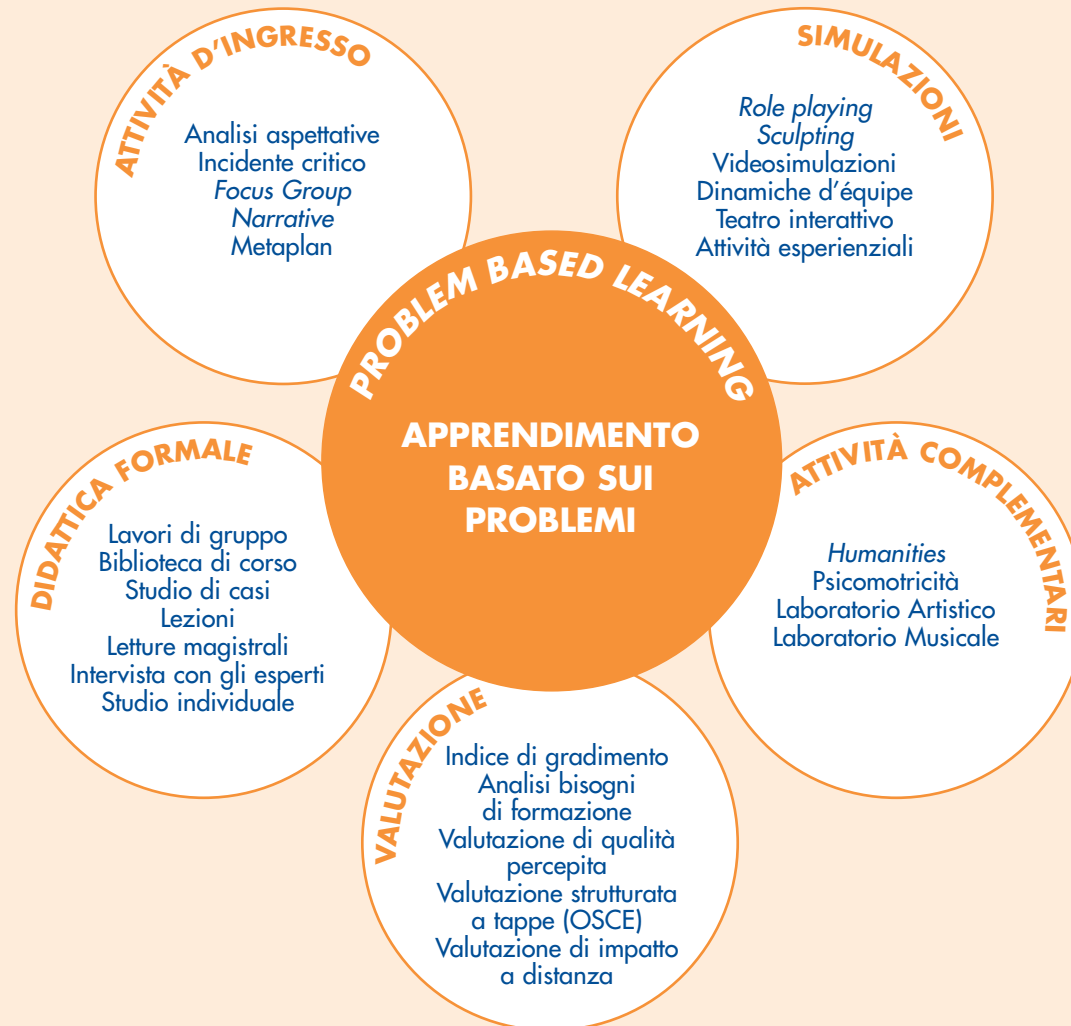 ATTIVITÀ D'INGRESSO
Analisi aspettative
Incidente critico
Focus Group
Narrative
Metaplan
SIMULAZIONI
Role playing
Sculpting
Videosimulazioni
Dinamiche d'équipe
Teatro interattivo
Attività esperienziali
PROBLEM BASED LEARNING
APPRENDIMENTO
BASATO SUI
PROBLEMI
DIDATTICA FORMALE
Lavori di gruppo
Biblioteca di corso
Studio di casi
Lezioni
Letture magistrali
Intervista con gli esperti
Studio individuale
ATTIVITÀ COMPLEMENTARI
Humanities
Psicomotricità
Laboratorio Artistico
Laboratorio Musicale
VALUTAZIONE
Indice di gradimento
Analisi bisogni
di formazione
Valutazione di qualità
percepita
Valutazione strutturata
a tappe (OSCE)
Valutazione di impatto
a distanza